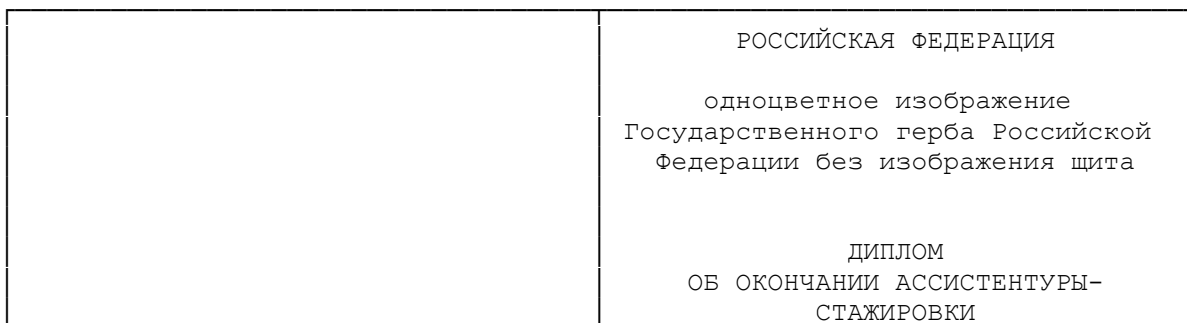 РОССИЙСКАЯ ФЕДЕРАЦИЯ
одноцветное изображение
Государственного герба Российской
Федерации без изображения щита
ДИПЛОМ
ОБ ОКОНЧАНИИ АССИСТЕНТУРЫ-
СТАЖИРОВКИ